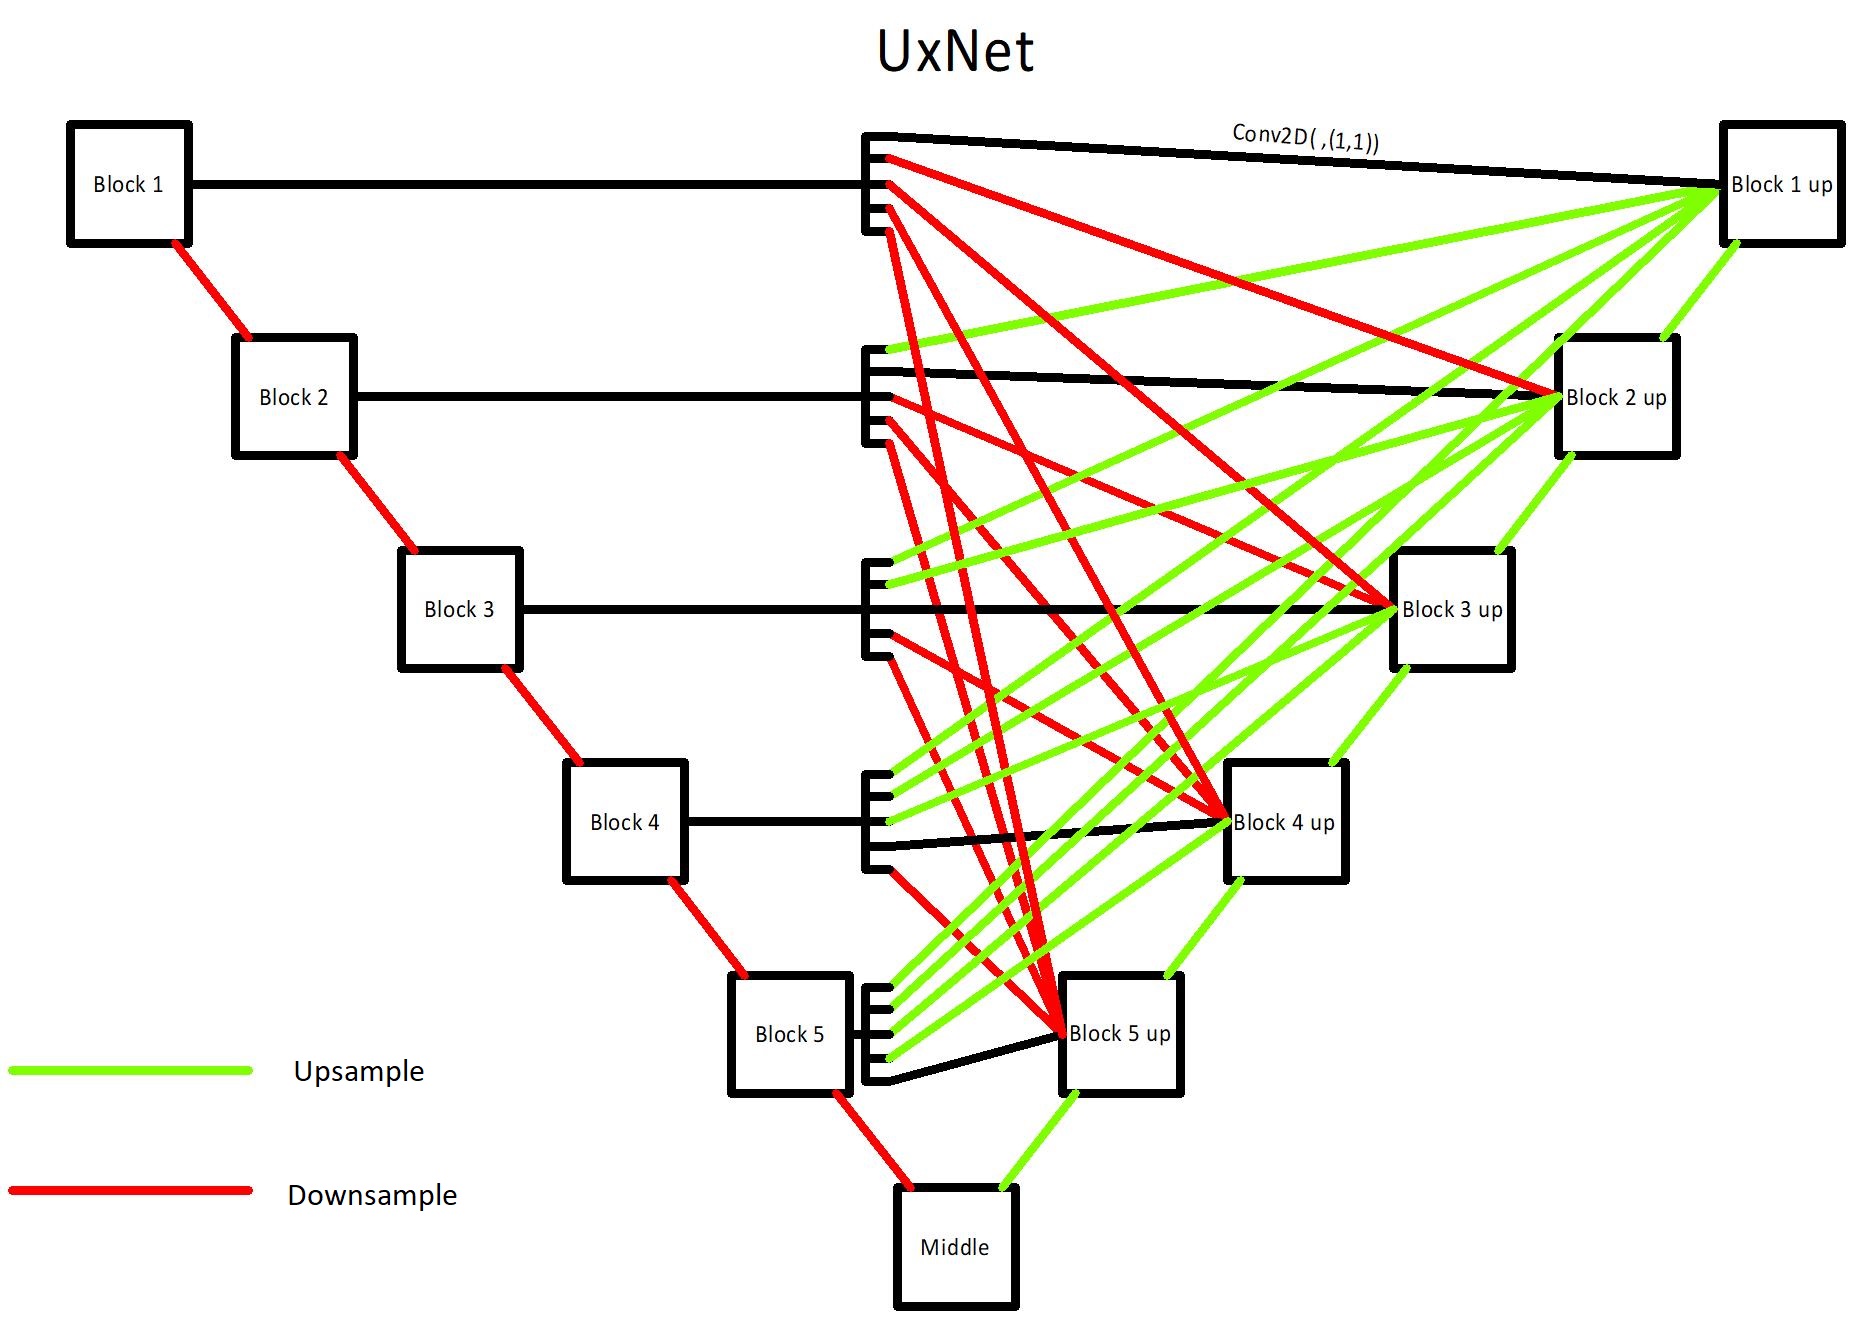 UxNet
Conv2D( ,(1,1))
Block 1
Block 1 up
Block 2
Block 2 up
Block 3
Block 3 up
Block 4
Block 4 up
Block 5
Block 5 up
Upsample
Downsample
Middle